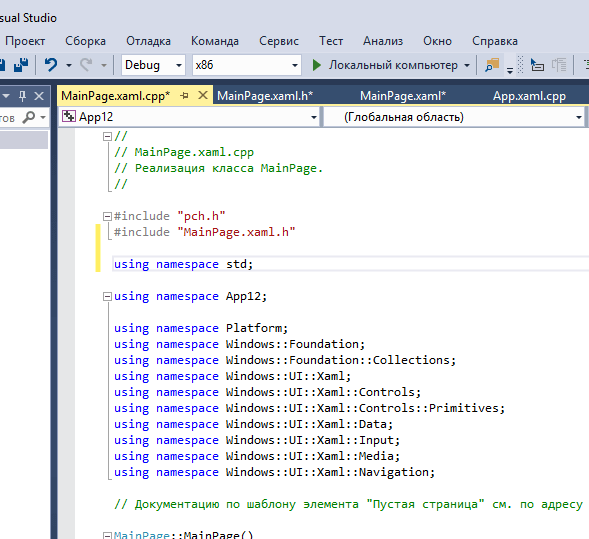 sual Studio
Проект Сборка Отладка Команда Сервис Тест Анализ Окно Справка
Debug x86 Локальный компьютер
MainPage.xaml.cpp* MainPage.xaml.h* MainPage.xaml* App.xaml.cpp
тов App12 (Глобальная область)
//
// MainPage.xaml.cpp
// Реализация класса MainPage.
//
#include "pch.h"
#include "MainPage.xaml.h"
using namespace std;
using namespace App12;
using namespace Platform;
using namespace Windows::Foundation;
using namespace Windows::Foundation::Collections;
using namespace Windows::UI::Xaml;
using namespace Windows::UI::Xaml::Controls;
using namespace Windows::UI::Xaml::Controls::Primitives;
using namespace Windows::UI::Xaml::Data;
using namespace Windows::UI::Xaml::Input;
using namespace Windows::UI::Xaml::Media;
using namespace Windows::UI::Xaml::Navigation;
// Документацию по шаблону элемента "Пустая страница" см. по адресу
MainPage::MainPage()